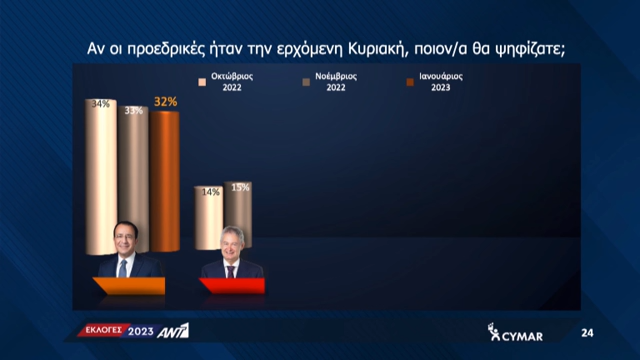 Αν οι προεδρικές ήταν την ερχόμενη Κυριακή, ποιον/α θα ψηφίζατε;
Οκτώβριος
2022
Νοέμβριος
2022
Ιανουάριος
2023
34%
33%
32%
14%
15%
ΕΚΛΟΓΕΣ 2023 ΑΝΤ1
CYMAR
24